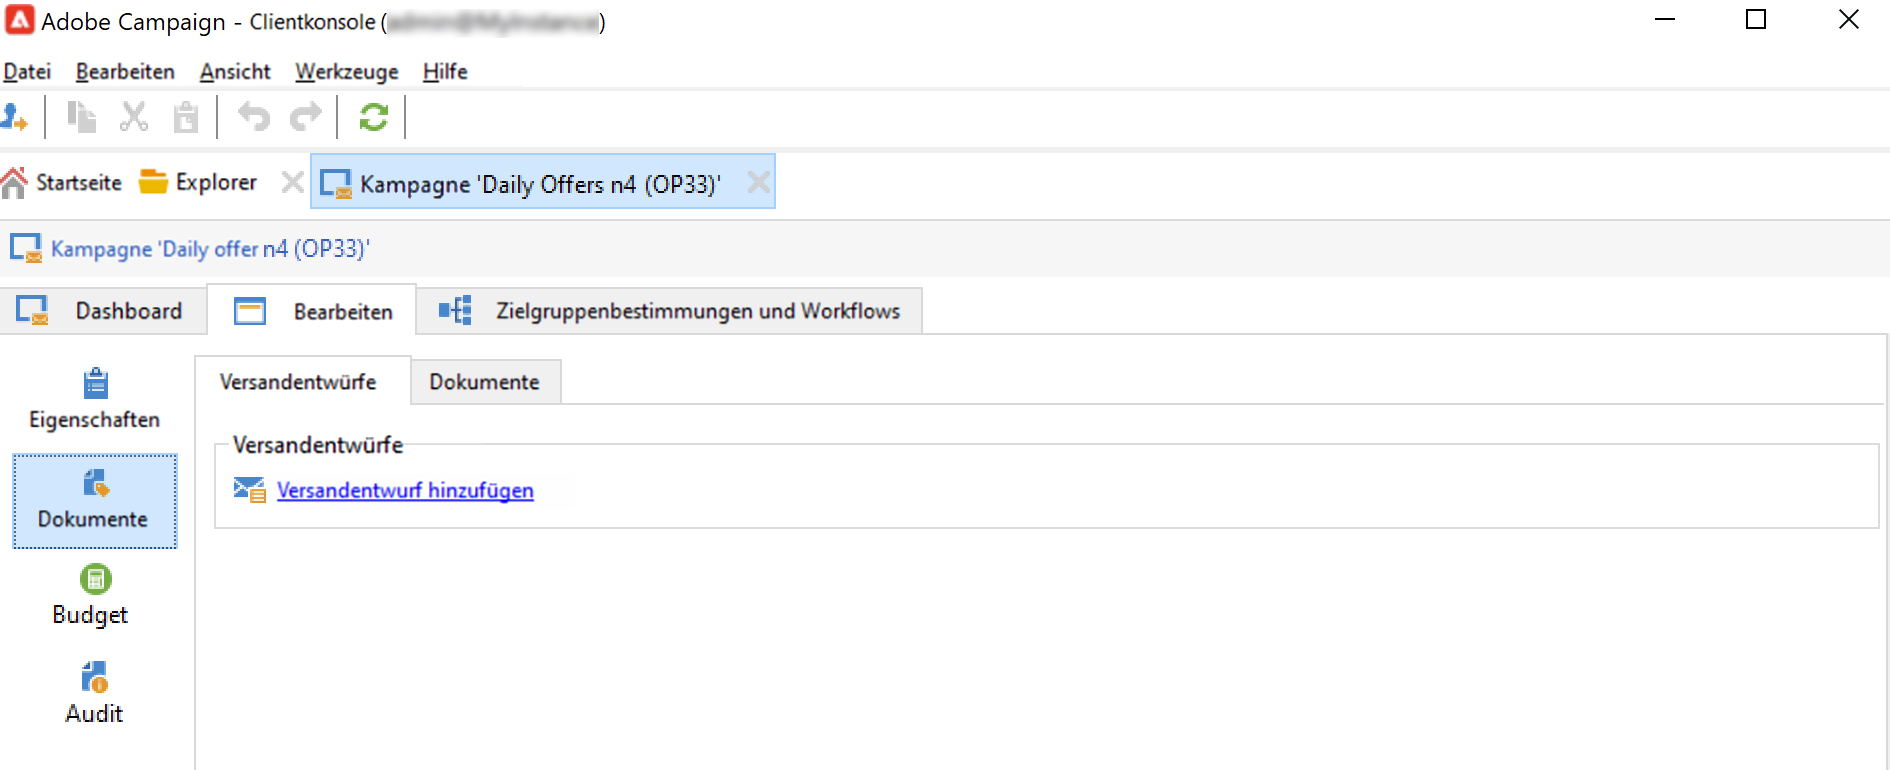 Adobe Campaign - Clientkonsole ()
Datei Bearbeiten Ansicht Werkzeuge Hilfe
Startseite Explorer Kampagne 'Daily Offers n4 (OP33)'
Kampagne 'Daily offer n4 (OP33)'
Dashboard Bearbeiten Zielgruppenbestimmungen und Workflows
Eigenschaften
Dokumente
Budget
Audit
Versandentwürfe Dokumente
Versandentwürfe
Versandentwurf hinzufügen